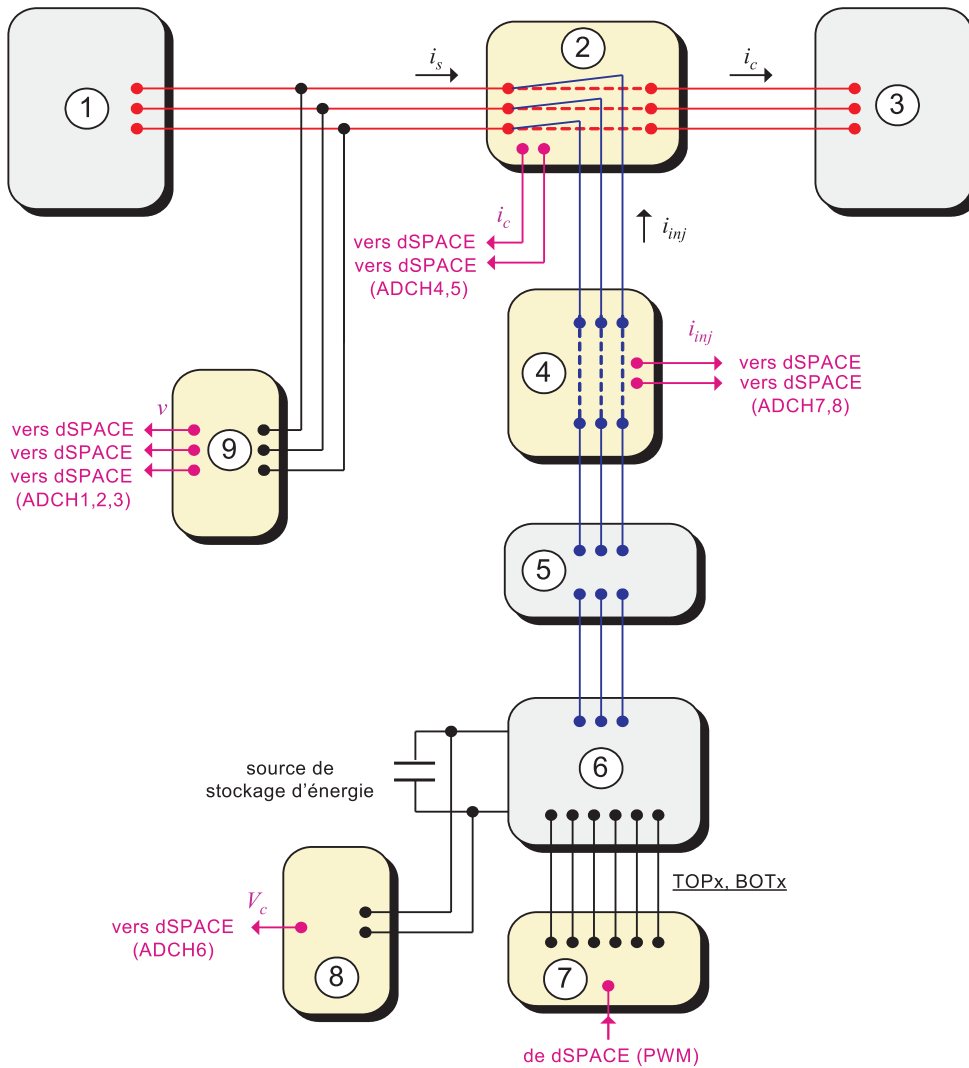 1
2
3
i_s
i_c
i_c
vers dSPACE
vers dSPACE
(ADCH4,5)
i_inj
4
i_inj
vers dSPACE
vers dSPACE
(ADCH7,8)
v
9
vers dSPACE
vers dSPACE
vers dSPACE
(ADCH1,2,3)
5
6
source de
stockage d’énergie
TOPx, BOTx
V_c
vers dSPACE
(ADCH6)
8
7
de dSPACE (PWM)